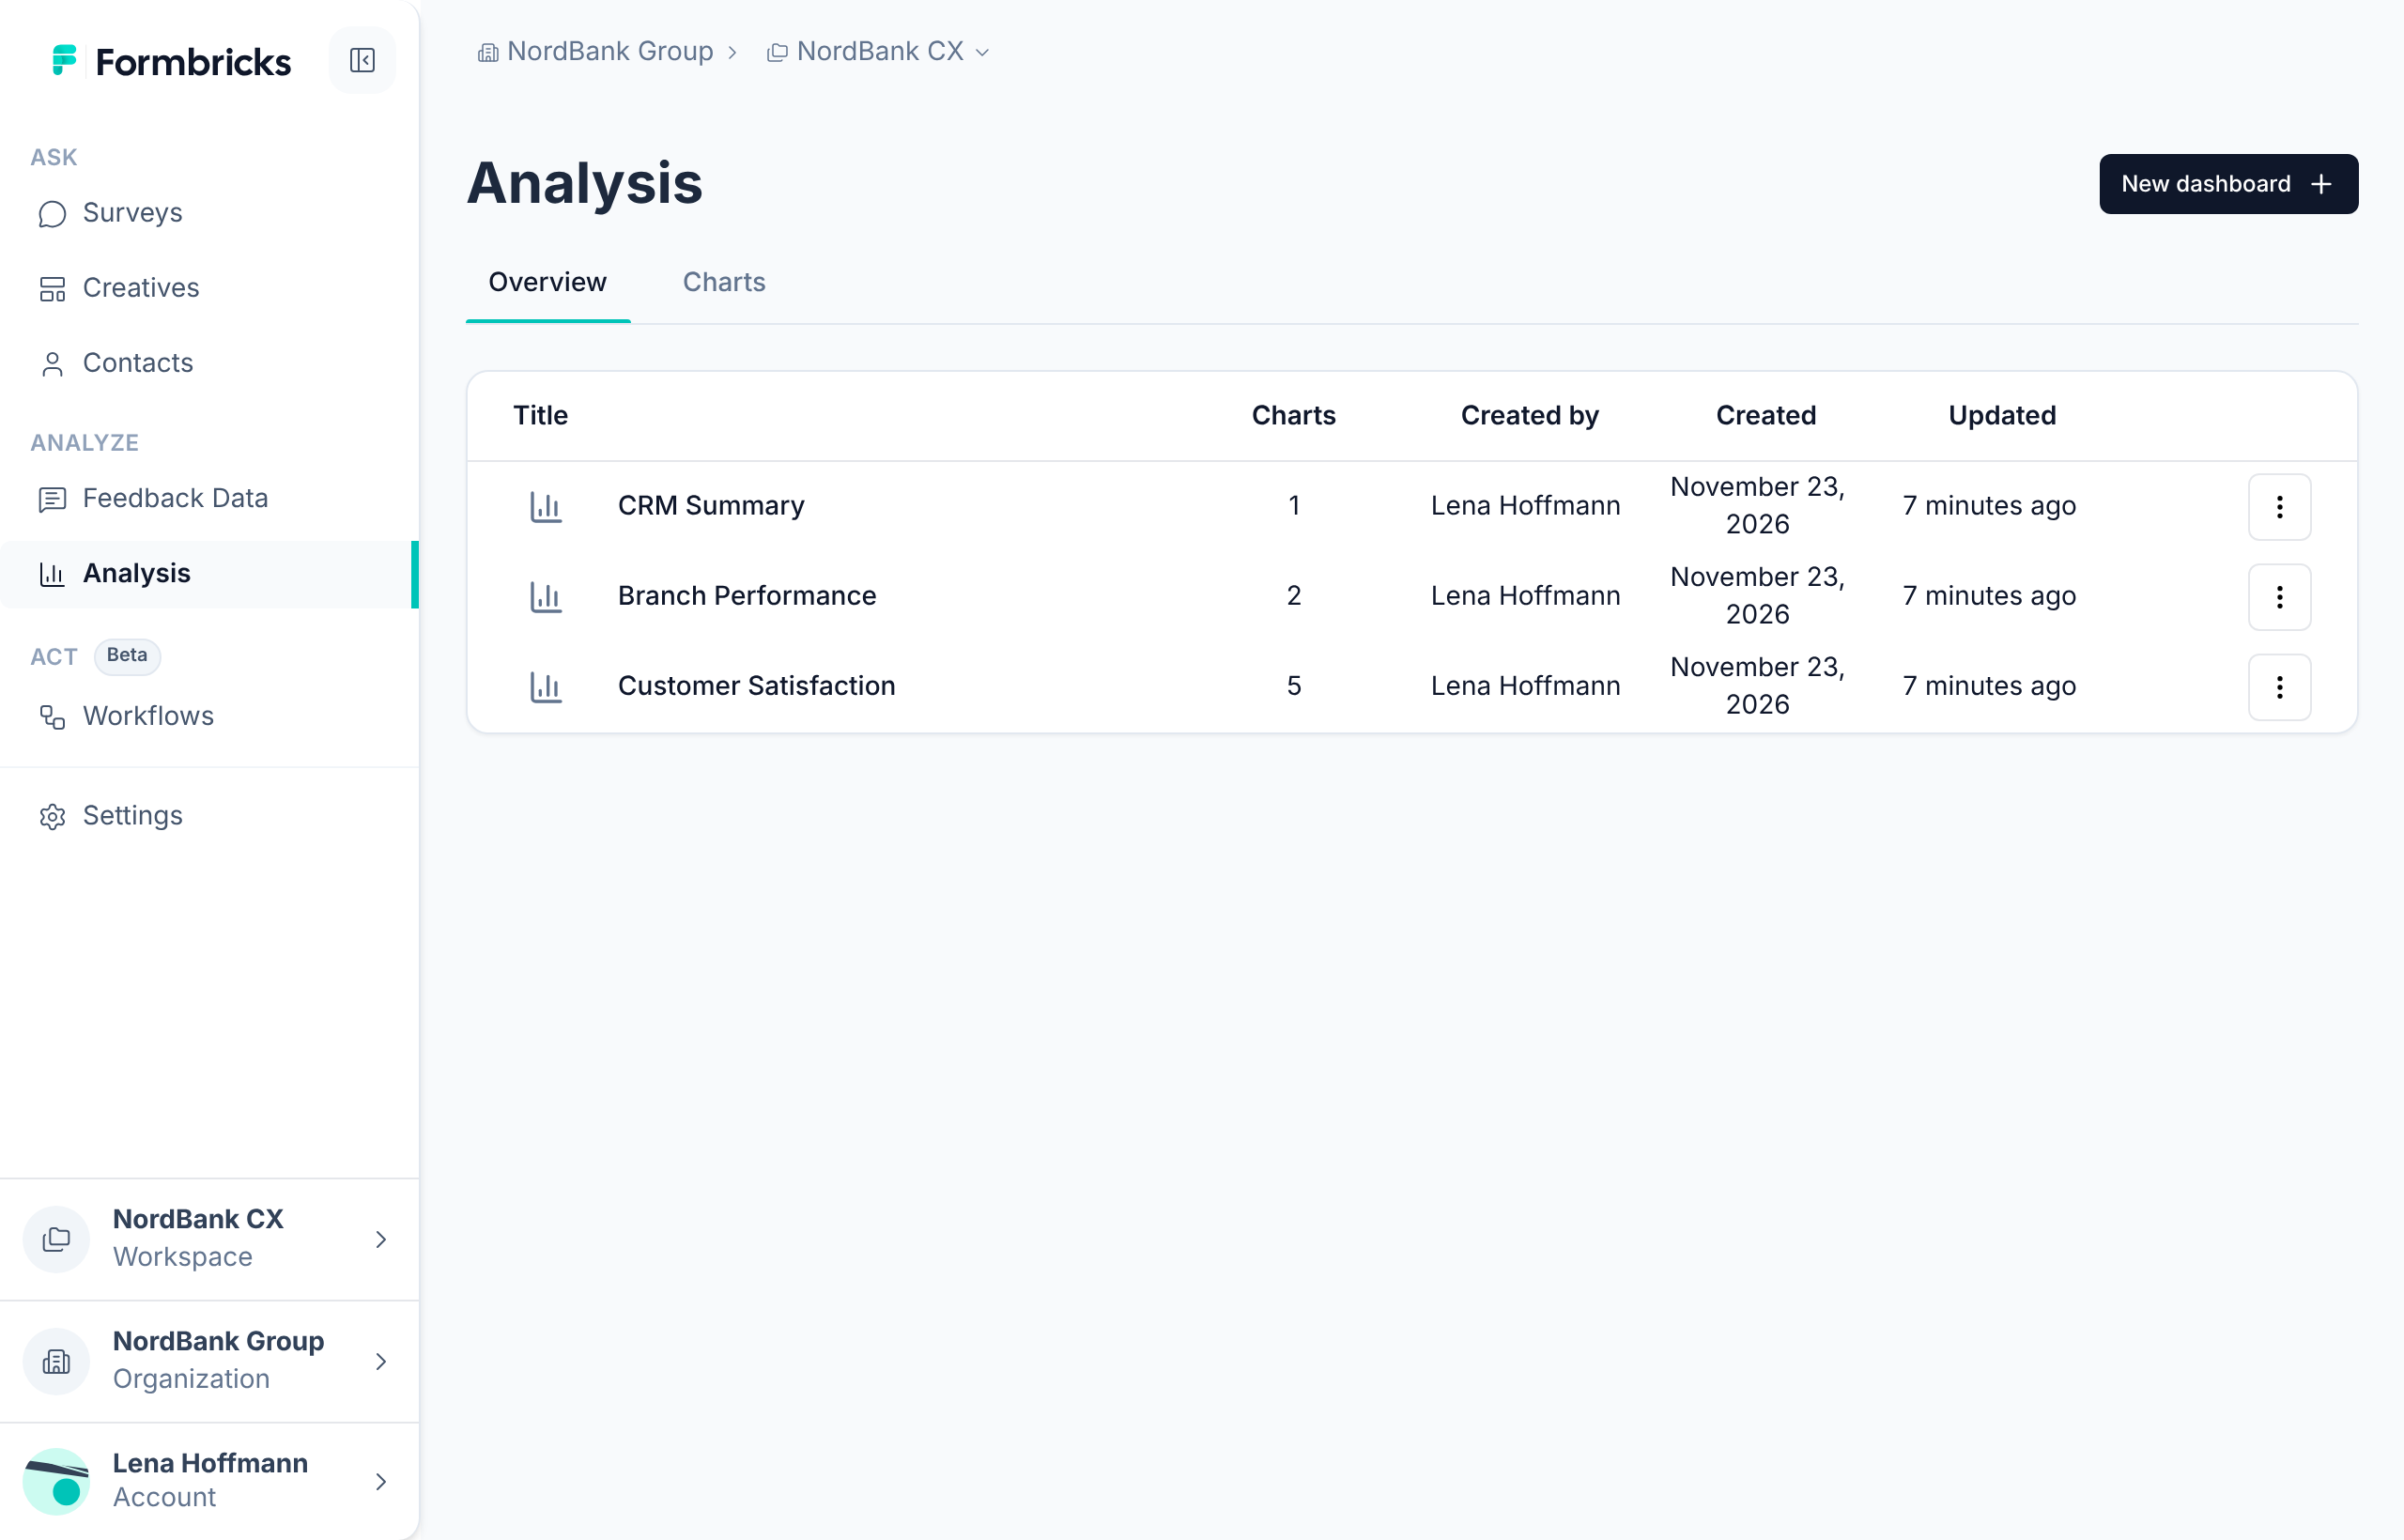 Formbricks
ASK
Surveys
Creatives
Contacts
ANALYZE
Feedback Data
Analysis
ACT Beta
Workflows
Settings
NordBank CX
Workspace
NordBank Group
Organization
Lena Hoffmann
Account
NordBank Group NordBank CX
Analysis
New dashboard
Overview Charts
Title Charts Created by Created Updated
CRM Summary 1 Lena Hoffmann November 23, 2026 7 minutes ago
Branch Performance 2 Lena Hoffmann November 23, 2026 7 minutes ago
Customer Satisfaction 5 Lena Hoffmann November 23, 2026 7 minutes ago